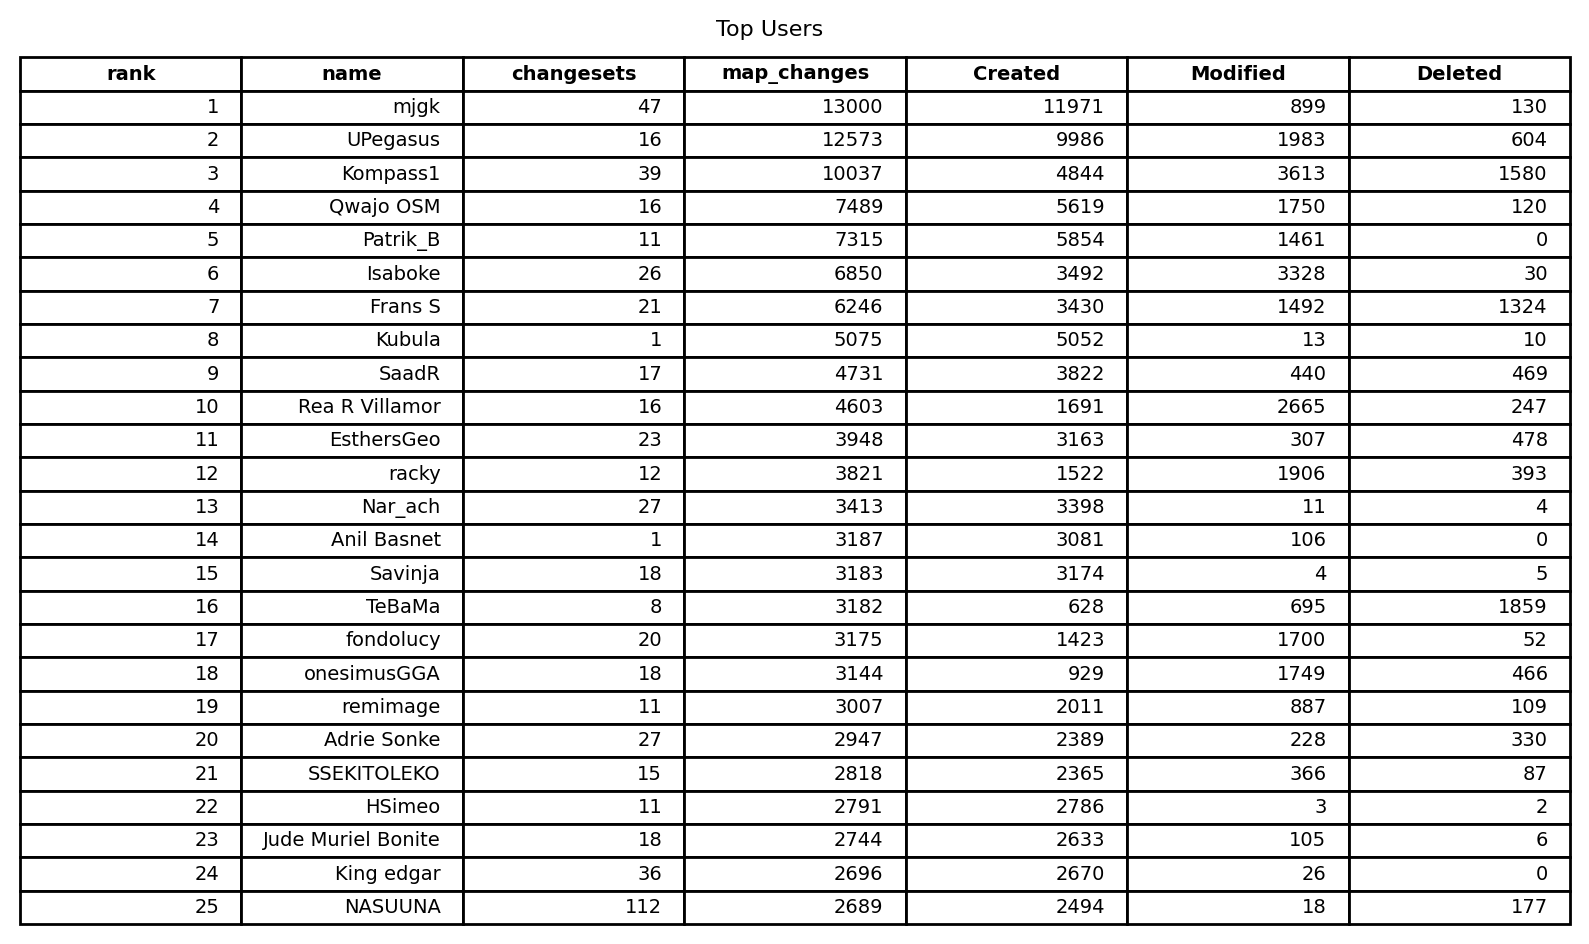 Top Users
rank name changesets map_changes Created Modified Deleted
1 mjgk 47 13000 11971 899 130
2 UPegasus 16 12573 9986 1983 604
3 Kompass1 39 10037 4844 3613 1580
4 Qwajo OSM 16 7489 5619 1750 120
5 Patrik_B 11 7315 5854 1461 0
6 Isaboke 26 6850 3492 3328 30
7 Frans S 21 6246 3430 1492 1324
8 Kubula 1 5075 5052 13 10
9 SaadR 17 4731 3822 440 469
10 Rea R Villamor 16 4603 1691 2665 247
11 EsthersGeo 23 3948 3163 307 478
12 racky 12 3821 1522 1906 393
13 Nar_ach 27 3413 3398 11 4
14 Anil Basnet 1 3187 3081 106 0
15 Savinja 18 3183 3174 4 5
16 TeBaMa 8 3182 628 695 1859
17 fondolucy 20 3175 1423 1700 52
18 onesimusGGA 18 3144 929 1749 466
19 remimage 11 3007 2011 887 109
20 Adrie Sonke 27 2947 2389 228 330
21 SSEKITOLEKO 15 2818 2365 366 87
22 HSimeo 11 2791 2786 3 2
23 Jude Muriel Bonite 18 2744 2633 105 6
24 King edgar 36 2696 2670 26 0
25 NASUUNA 112 2689 2494 18 177